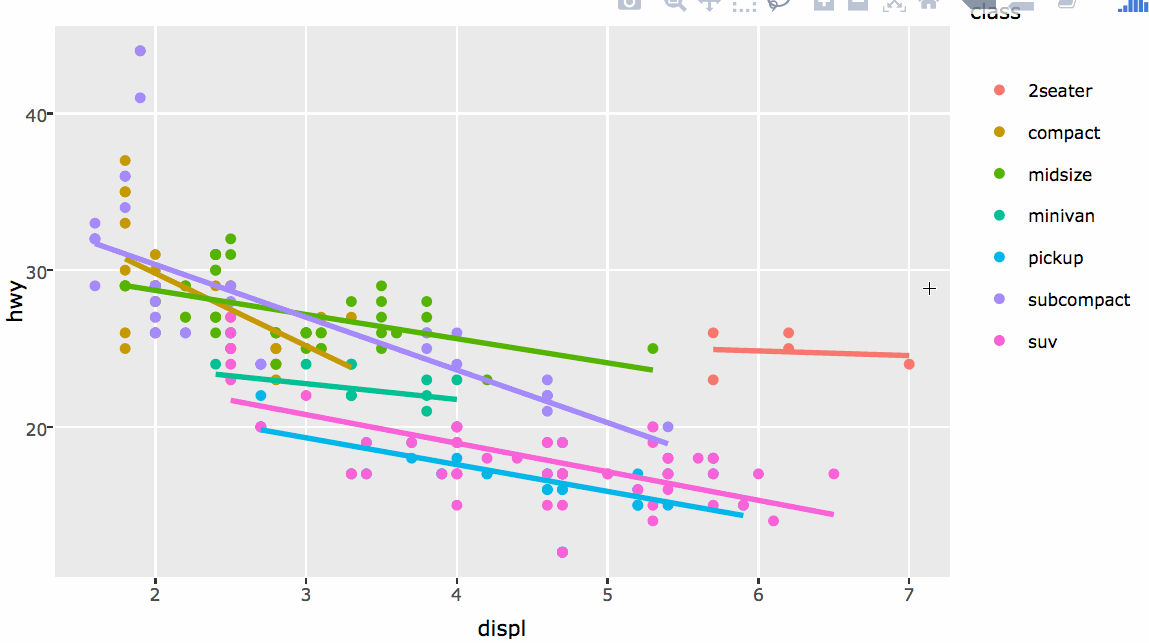 class
2seater
compact
midsize
minivan
pickup
subcompact
suv
40
30
20
hwy
2 3 4 5 6 7
displ